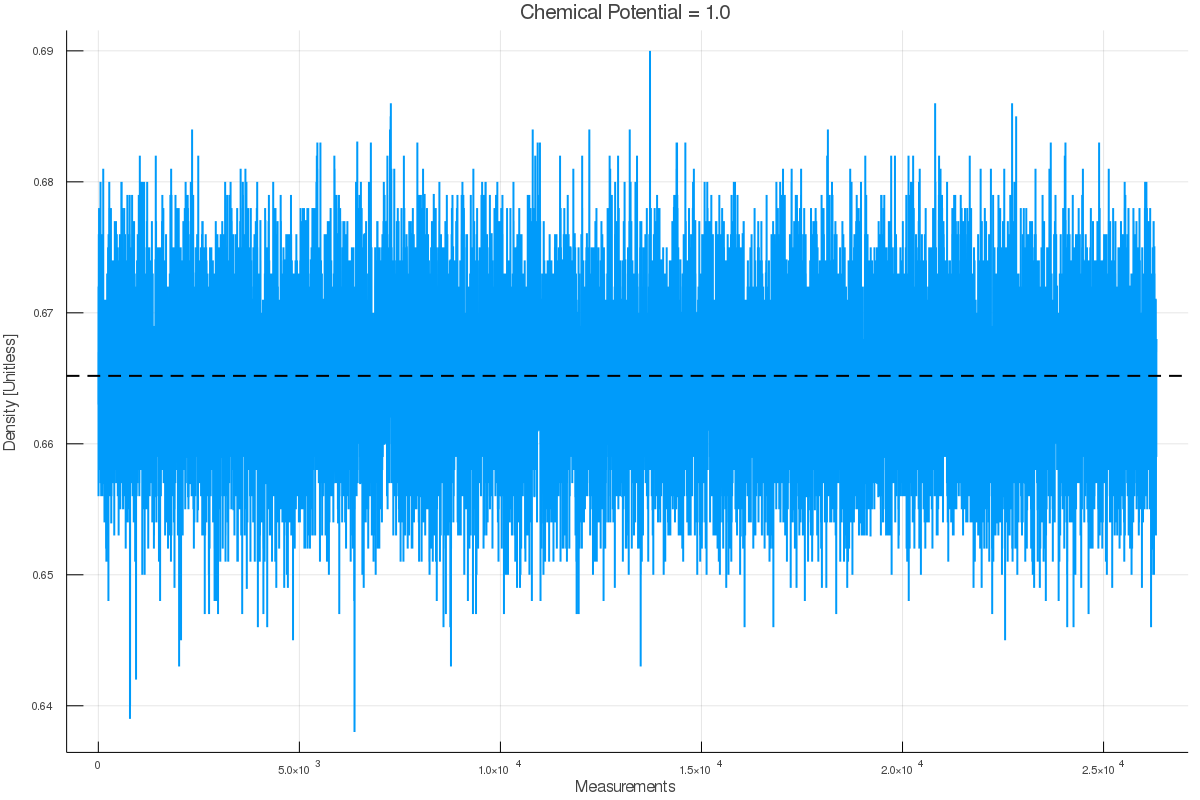 Chemical Potential = 1.0
0.69
0.68
0.67
0.66
0.65
0.64
Density [Unitless]
0 5.0×10³ 1.0×10⁴ 1.5×10⁴ 2.0×10⁴ 2.5×10⁴
Measurements